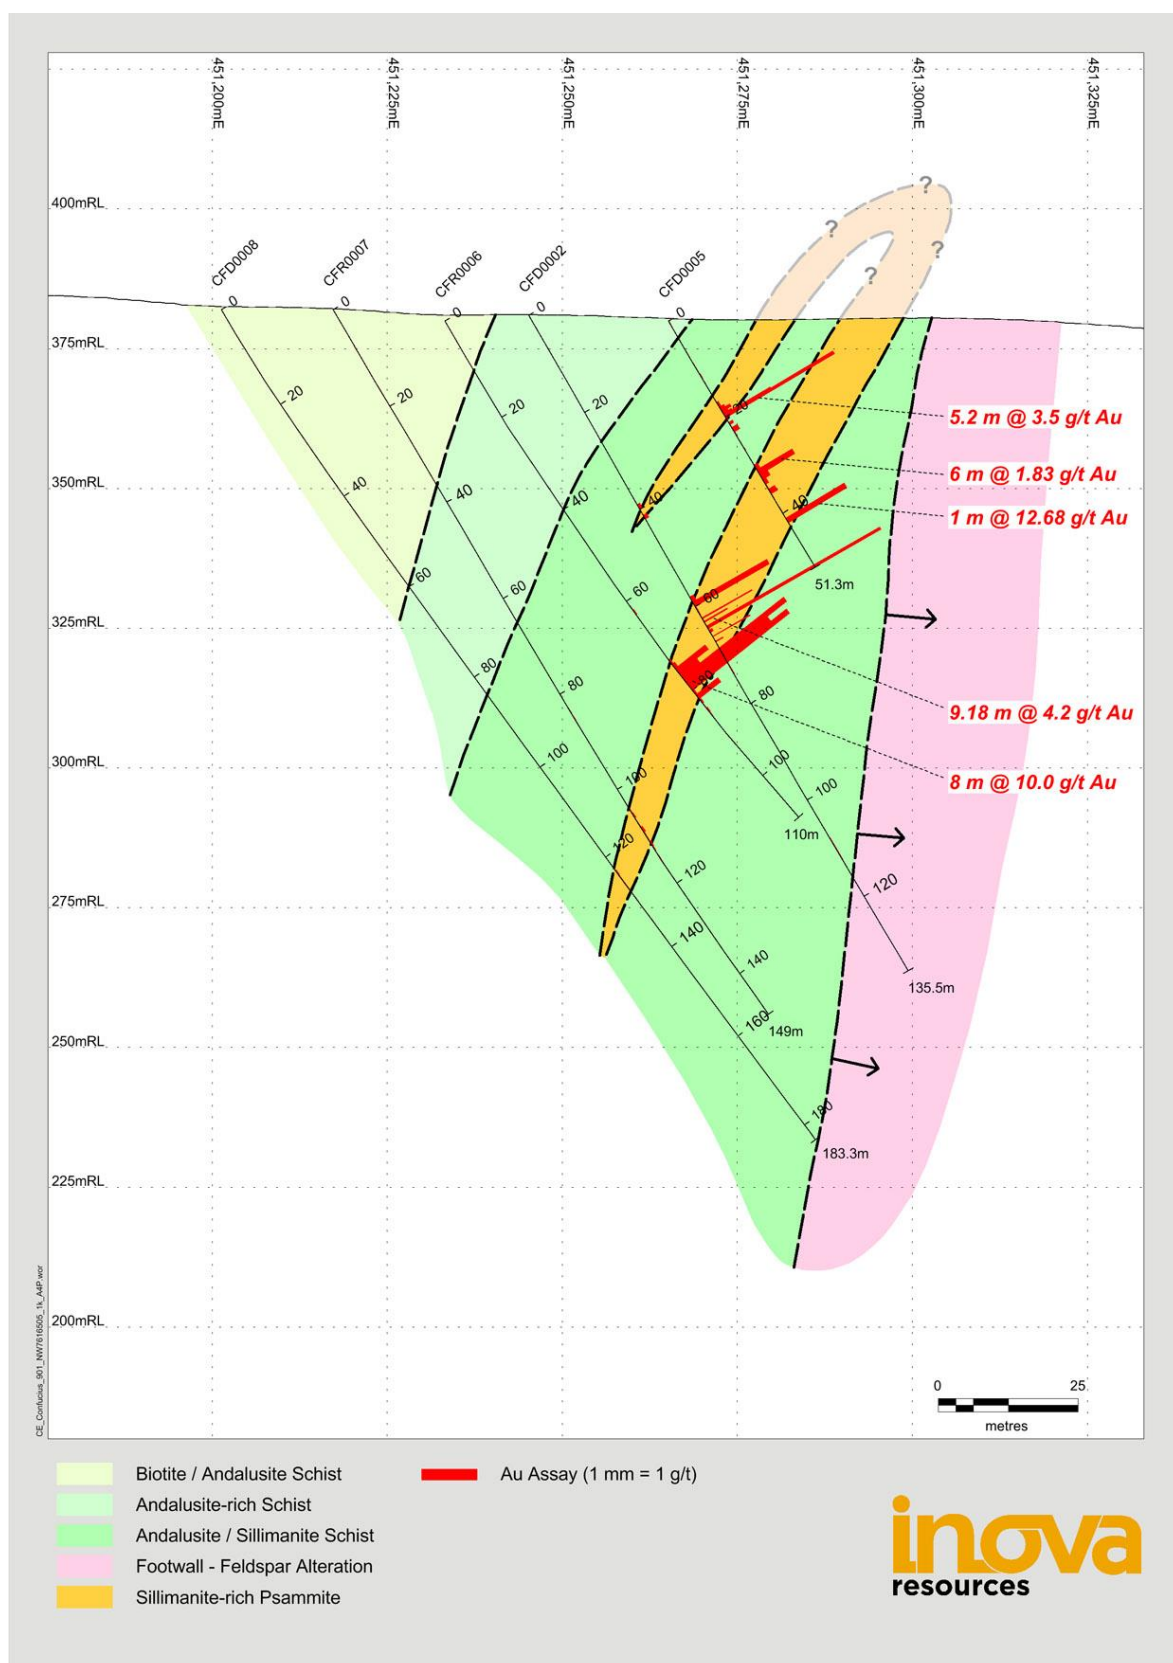 451,200mE
451,225mE
451,250mE
451,275mE
451,300mE
451,325mE
400mRL
375mRL
350mRL
325mRL
300mRL
275mRL
250mRL
225mRL
200mRL
CFD0008
CFR0007
CFR0006
CFD0002
CFD0005
? ? ? ?
0 20 40 60 80 100 120 140 160 180
183.3m
0 20 40 60 80 100 120 140
149m
0 20 40 60 80 100
110m
0 20 40 60 80 100 120
135.5m
0 20 40
51.3m
5.2 m @ 3.5 g/t Au
6 m @ 1.83 g/t Au
1 m @ 12.68 g/t Au
9.18 m @ 4.2 g/t Au
8 m @ 10.0 g/t Au
0 25
metres
Biotite / Andalusite Schist
Andalusite-rich Schist
Andalusite / Sillimanite Schist
Footwall - Feldspar Alteration
Sillimanite-rich Psammite
Au Assay (1 mm = 1 g/t)
inova
resources